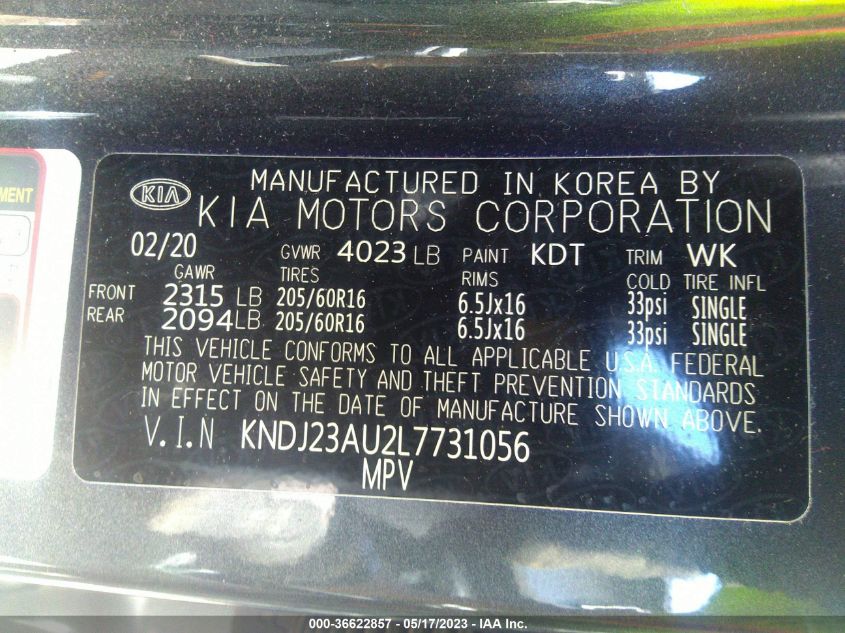 MENT
KIA
MANUFACTURED IN KOREA BY
KIA MOTORS CORPORATION
02/20 GVWR 4023 LB PAINT KDT TRIM WK
GAWR TIRES RIMS COLD TIRE INFL
FRONT 2315 LB 205/60R16 6.5Jx16 33psi SINGLE
REAR 2094 LB 205/60R16 6.5Jx16 33psi SINGLE
THIS VEHICLE CONFORMS TO ALL APPLICABLE U.S.A. FEDERAL
MOTOR VEHICLE SAFETY AND THEFT PREVENTION STANDARDS
IN EFFECT ON THE DATE OF MANUFACTURE SHOWN ABOVE.
V.I.N KNDJ23AU2L7731056
MPV
000-36622857 - 05/17/2023 - IAAI Inc.